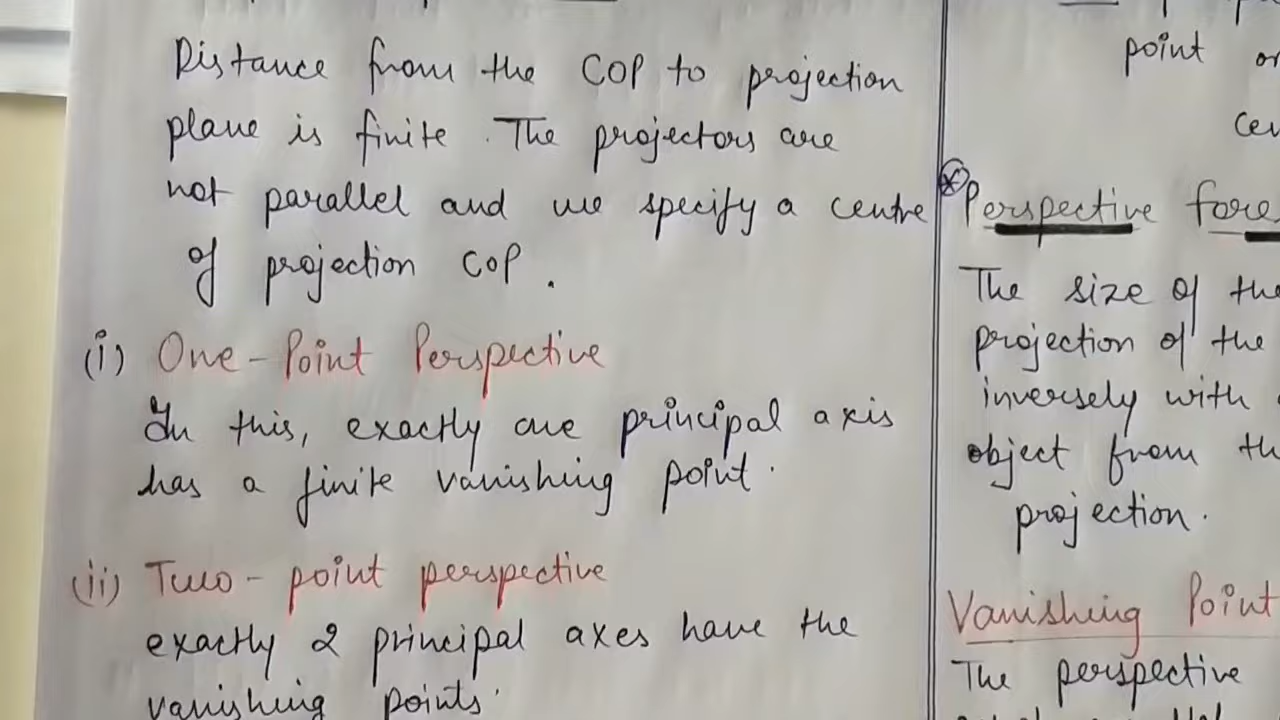 Distance from the COP to projection
plane is finite. The projectors are
not parallel and we specify a centre
of projection COP.
(i) One-Point Perspective
In this, exactly one principal axis
has a finite vanishing point.
(ii) Two-point perspective
exactly 2 principal axes have the
vanishing points.
point or
Perspective fore
The size of the
projection of the
inversely with
object from th
projection.
Vanishing Point
The perspective